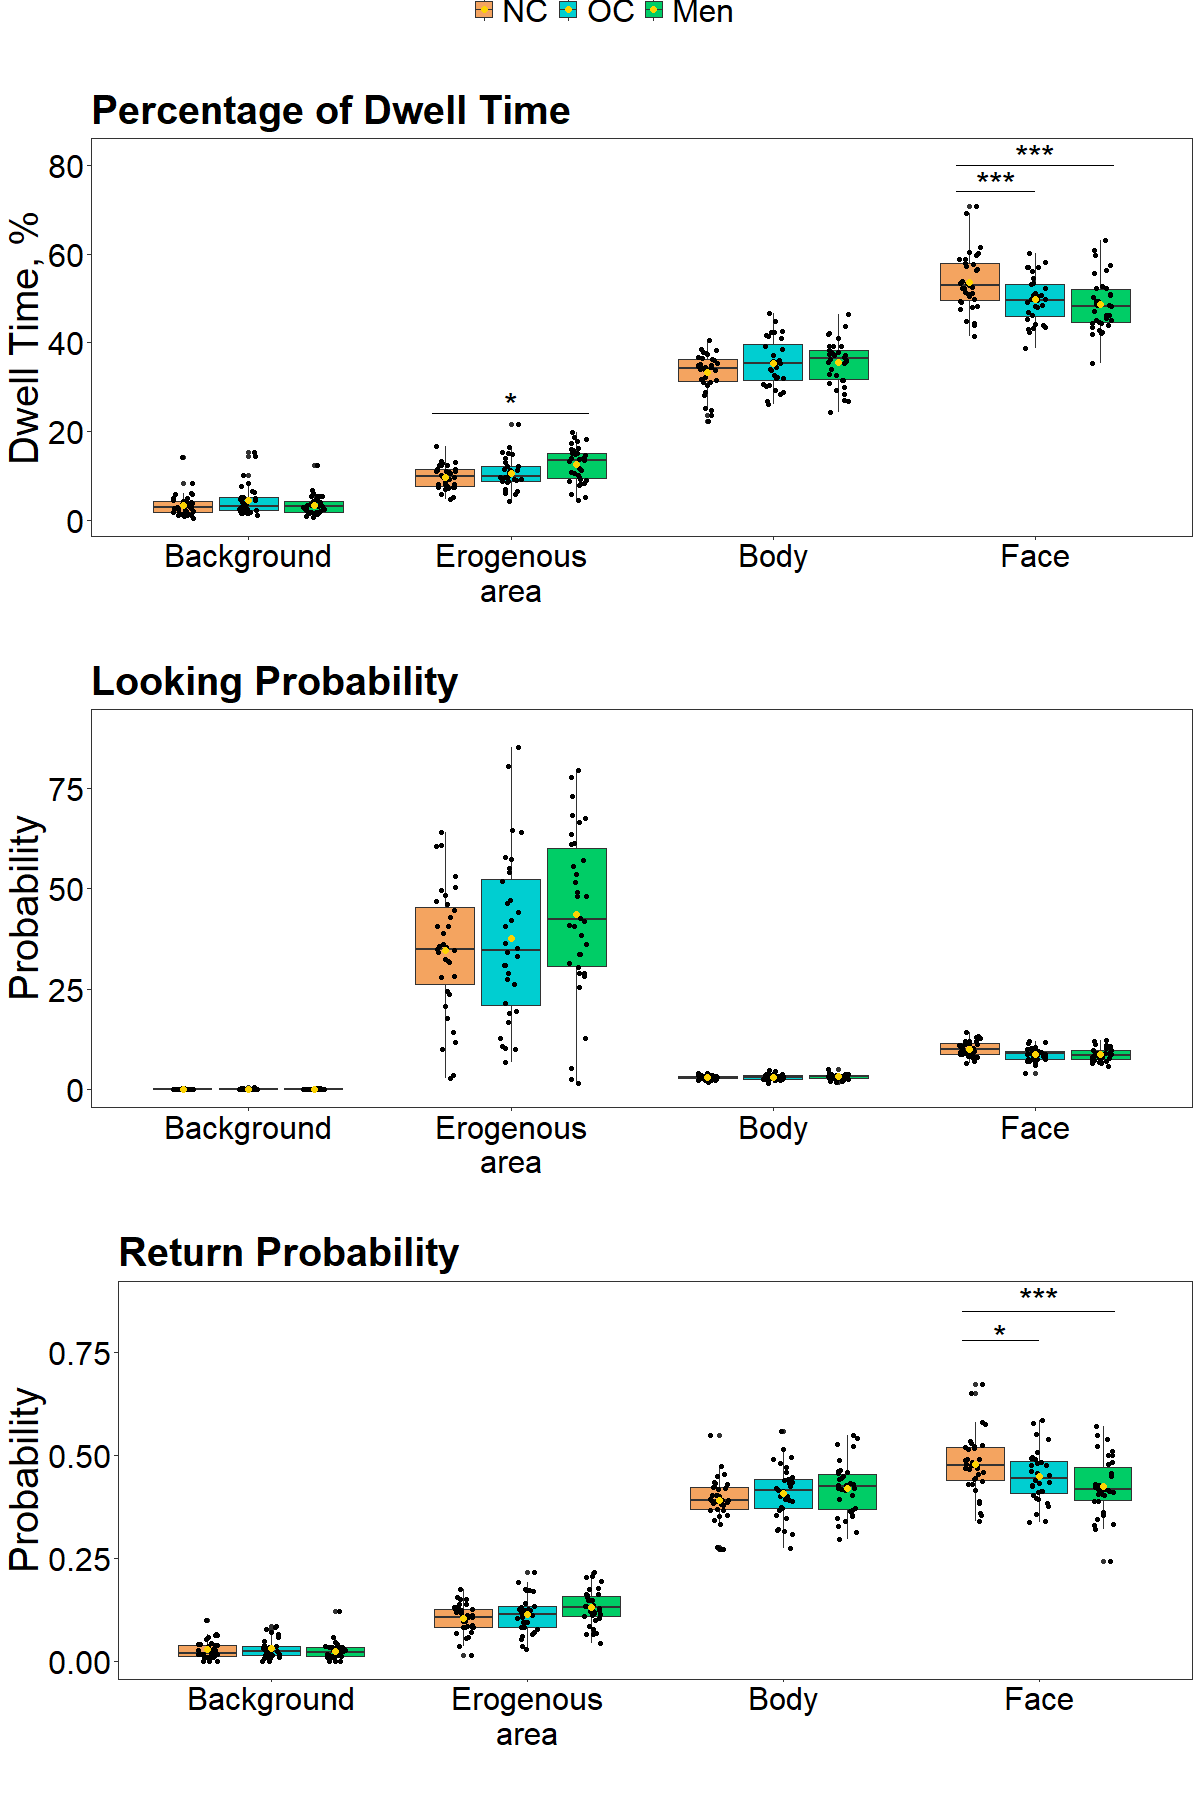 NC OC Men
Percentage of Dwell Time
Dwell Time, %
80
60
40
20
0
***
***
*
Background Erogenous area Body Face
Looking Probability
Probability
75
50
25
0
Background Erogenous area Body Face
Return Probability
Probability
0.75
0.50
0.25
0.00
***
*
Background Erogenous area Body Face